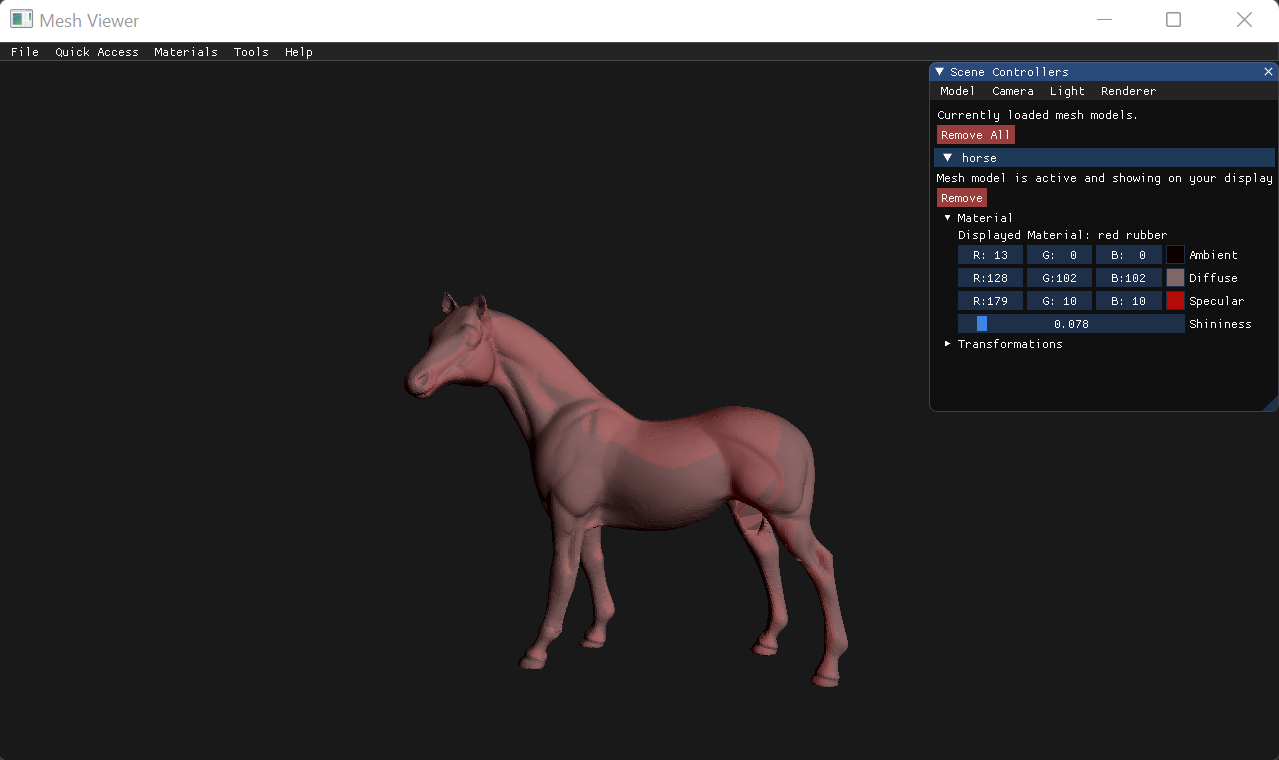 Mesh Viewer
File Quick Access Materials Tools Help
Scene Controllers
Model Camera Light Renderer
Currently loaded mesh models.
Remove All
horse
Mesh model is active and showing on your display
Remove
Material
Displayed Material: red rubber
R: 13 G: 0 B: 0 Ambient
R:128 G:102 B:102 Diffuse
R:179 G: 10 B: 10 Specular
0.078 Shininess
Transformations